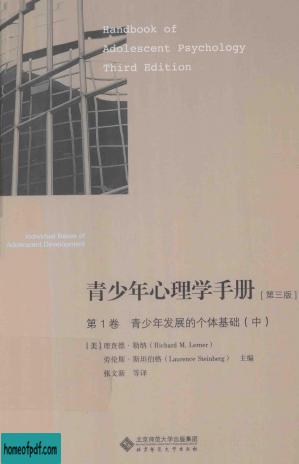 Handbook of
Adolescent Psychology
Third Edition
Individual Bases of
Adolescent Development
青少年心理学手册 [第三版]
第1卷 青少年发展的个体基础(中)
[美] 理查德·勒纳 (Richard M. Lerner)
劳伦斯·斯坦伯格 (Laurence Steinberg) 主编
张文新 等译
北京师范大学出版集团
北京师范大学出版社
homeofpdf.com
homeofpdf.com